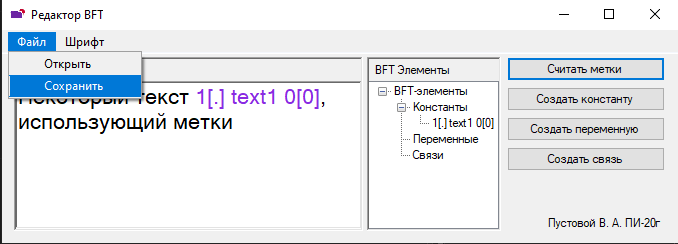 Редактор BFT
Файл Шрифт
Открыть
Сохранить
Некоторый текст 1[.] text1 0[0],
использующий метки
BFT Элементы
BFT-элементы
Константы
1[.] text1 0[0]
Переменные
Связи
Считать метки
Создать константу
Создать переменную
Создать связь
Пустовой В. А. ПИ-20г